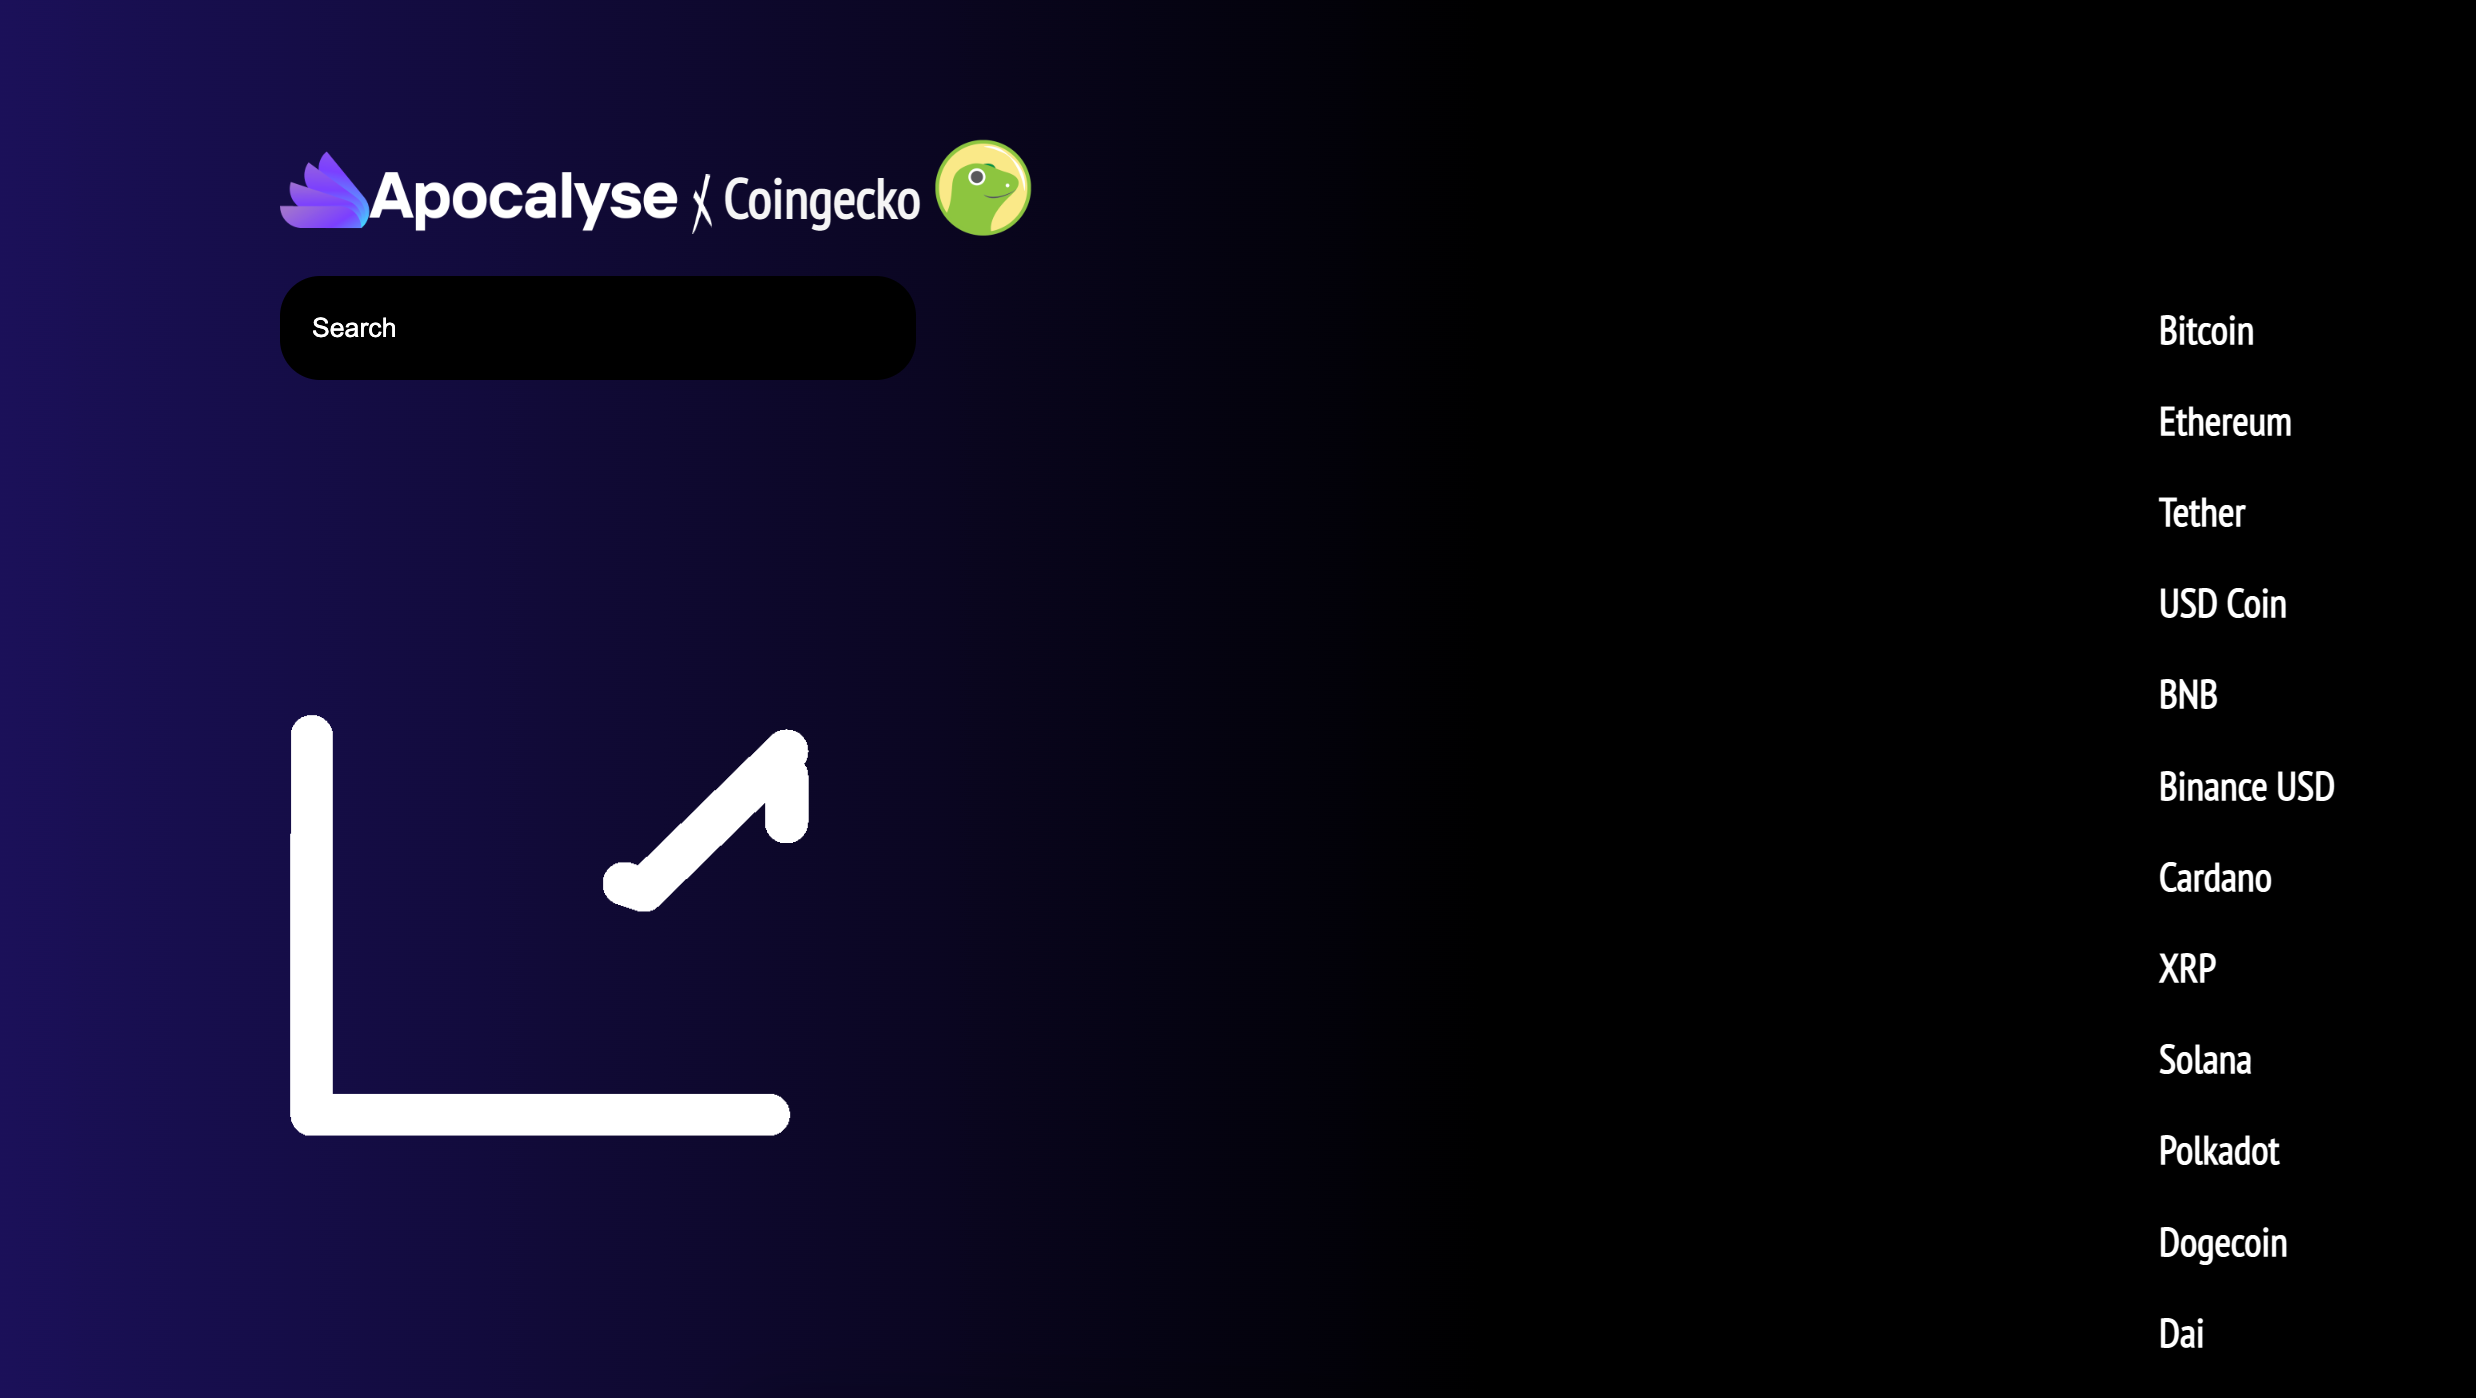 Apocalyse x Coingecko
Search
Bitcoin
Ethereum
Tether
USD Coin
BNB
Binance USD
Cardano
XRP
Solana
Polkadot
Dogecoin
Dai